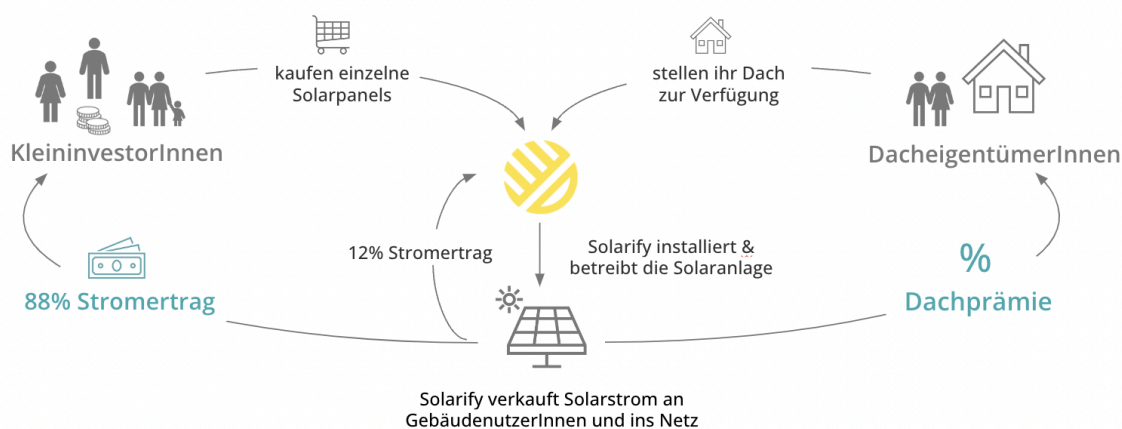 kaufen einzelne
Solarpanels
stellen ihr Dach
zur Verfügung
KleininvestorInnen
DacheigentümerInnen
12% Stromertrag
Solarify installiert &
betreibt die Solaranlage
%
88% Stromertrag
Dachprämie
Solarify verkauft Solarstrom an
GebäudenutzerInnen und ins Netz